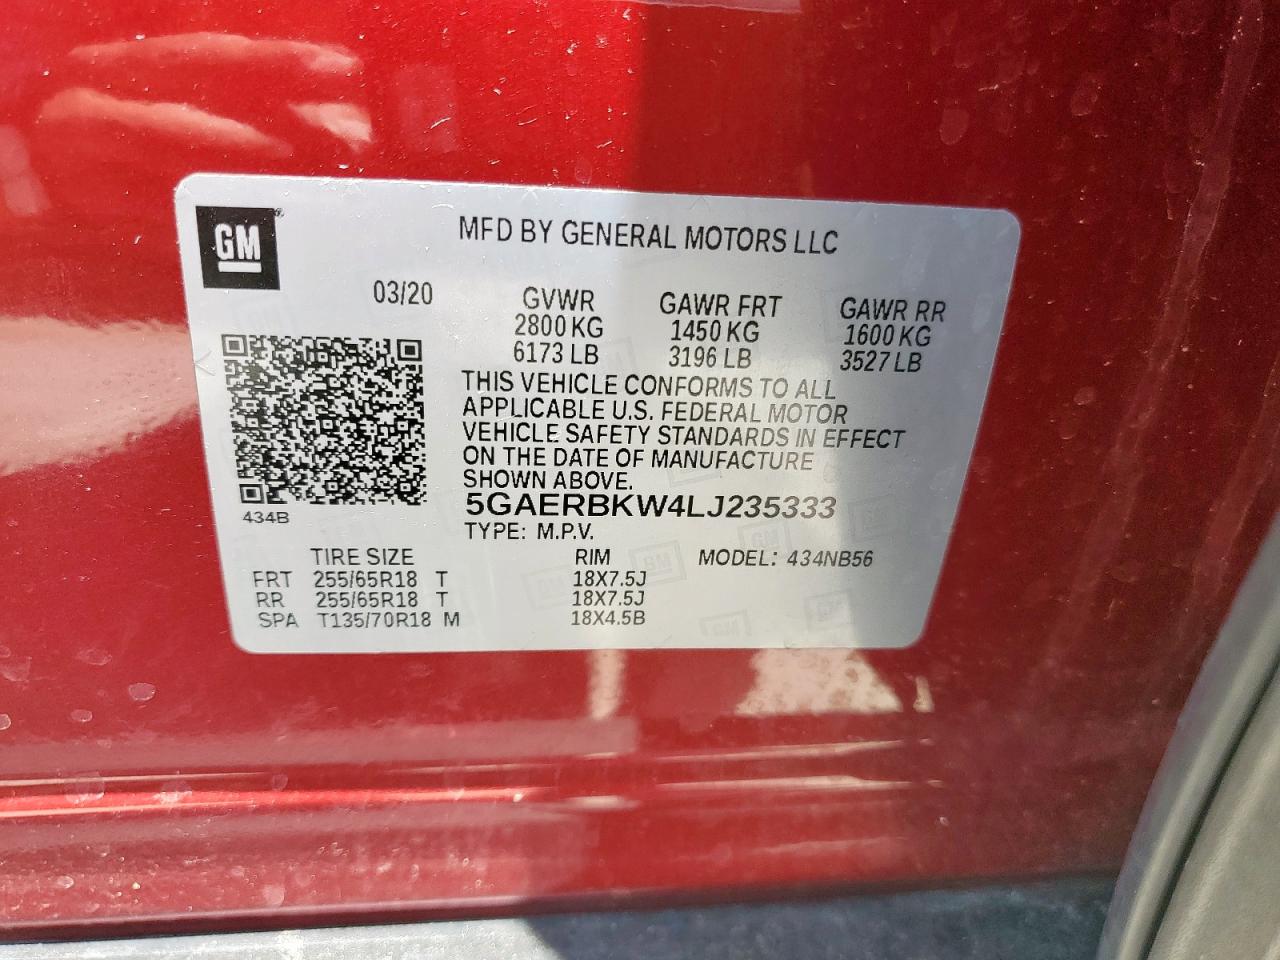 GM
MFD BY GENERAL MOTORS LLC
03/20
GVWR GAWR FRT GAWR RR
2800 KG 1450 KG 1600 KG
6173 LB 3196 LB 3527 LB
THIS VEHICLE CONFORMS TO ALL
APPLICABLE U.S. FEDERAL MOTOR
VEHICLE SAFETY STANDARDS IN EFFECT
ON THE DATE OF MANUFACTURE
SHOWN ABOVE.
5GAERBKW4LJ235333
434B
TYPE: M.P.V.
TIRE SIZE RIM MODEL: 434NB56
FRT 255/65R18 T 18X7.5J
RR 255/65R18 T 18X7.5J
SPA T135/70R18 M 18X4.5B